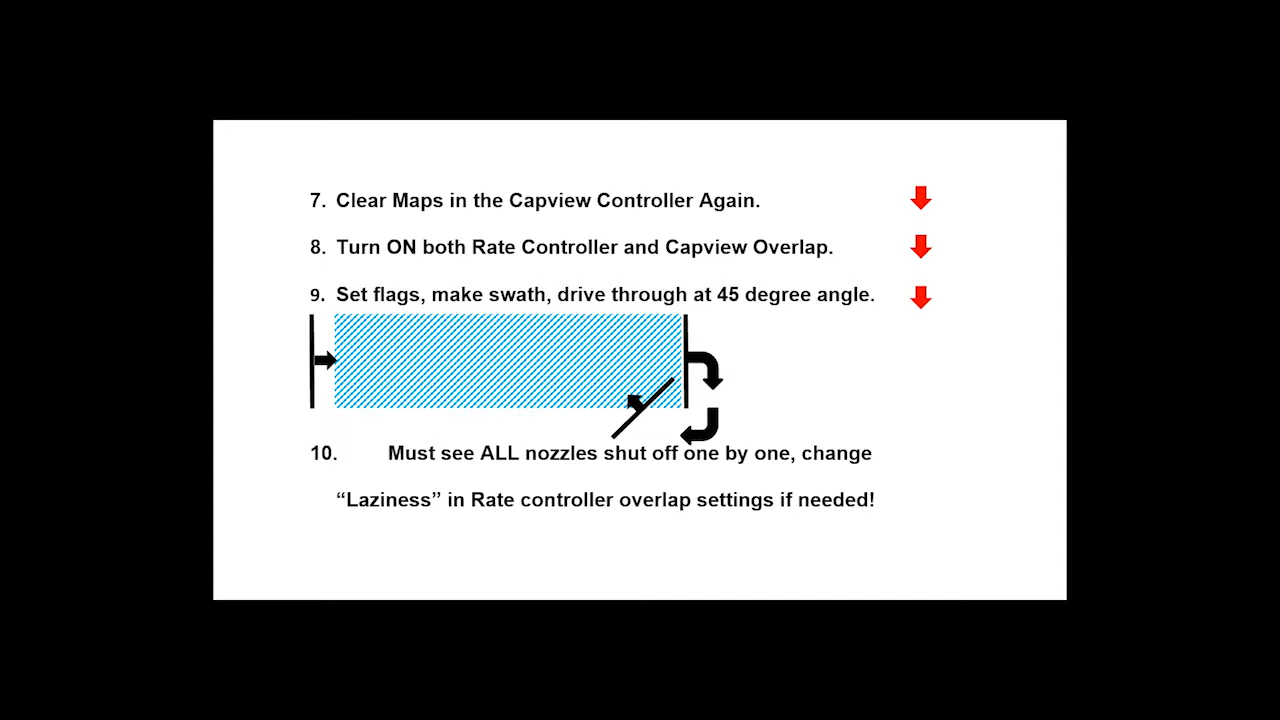 7. Clear Maps in the Capview Controller Again.
8. Turn ON both Rate Controller and Capview Overlap.
9. Set flags, make swath, drive through at 45 degree angle.
10. Must see ALL nozzles shut off one by one, change
“Laziness” in Rate controller overlap settings if needed!